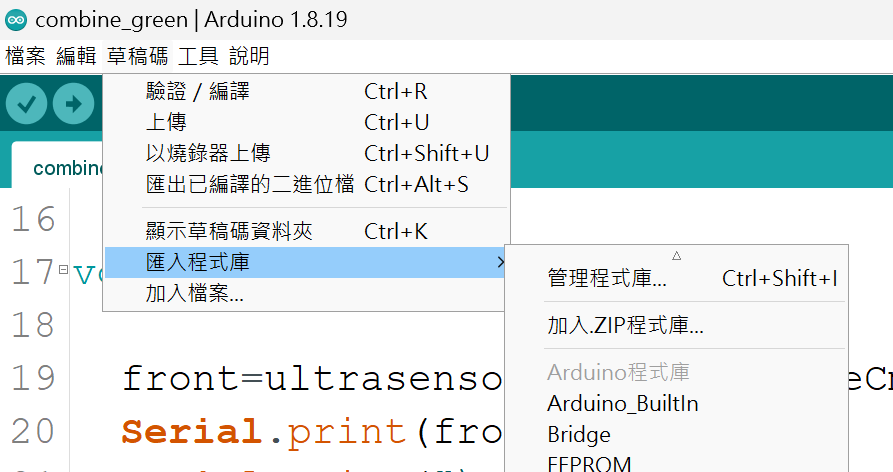 combine_green | Arduino 1.8.19
檔案 編輯 草稿碼 工具 說明
驗證 / 編譯 Ctrl+R
上傳 Ctrl+U
以燒錄器上傳 Ctrl+Shift+U
匯出已編譯的二進位檔 Ctrl+Alt+S
顯示草稿碼資料夾 Ctrl+K
匯入程式庫
加入檔案...
管理程式庫... Ctrl+Shift+I
加入.ZIP程式庫...
Arduino程式庫
Arduino_BuiltIn
Bridge
EEPROM
combin
16
17
18
19 front=ultrasenso
20 Serial.print(fro